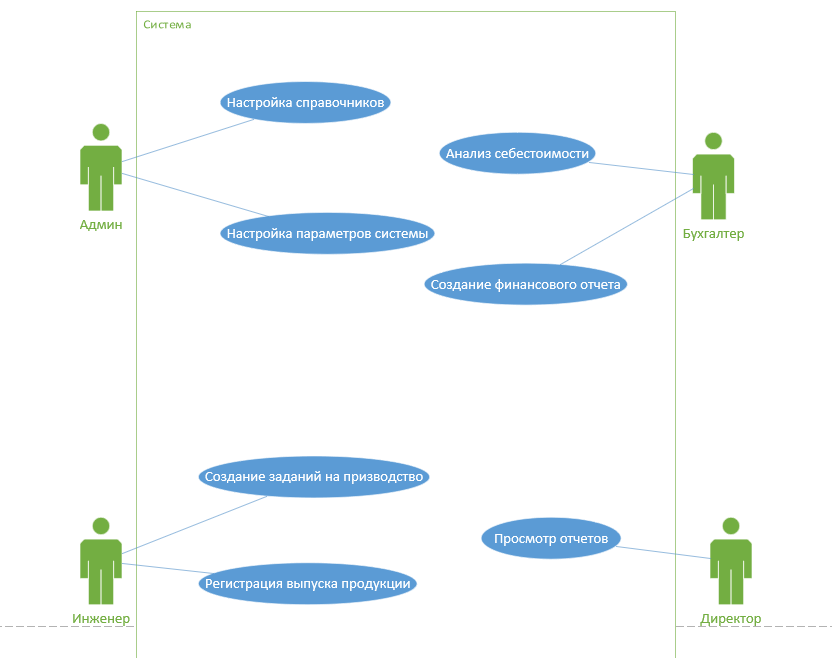 Система
Настройка справочников
Анализ себестоимости
Админ
Настройка параметров системы
Бухгалтер
Создание финансового отчета
Создание заданий на призводство
Просмотр отчетов
Регистрация выпуска продукции
Инженер
Директор